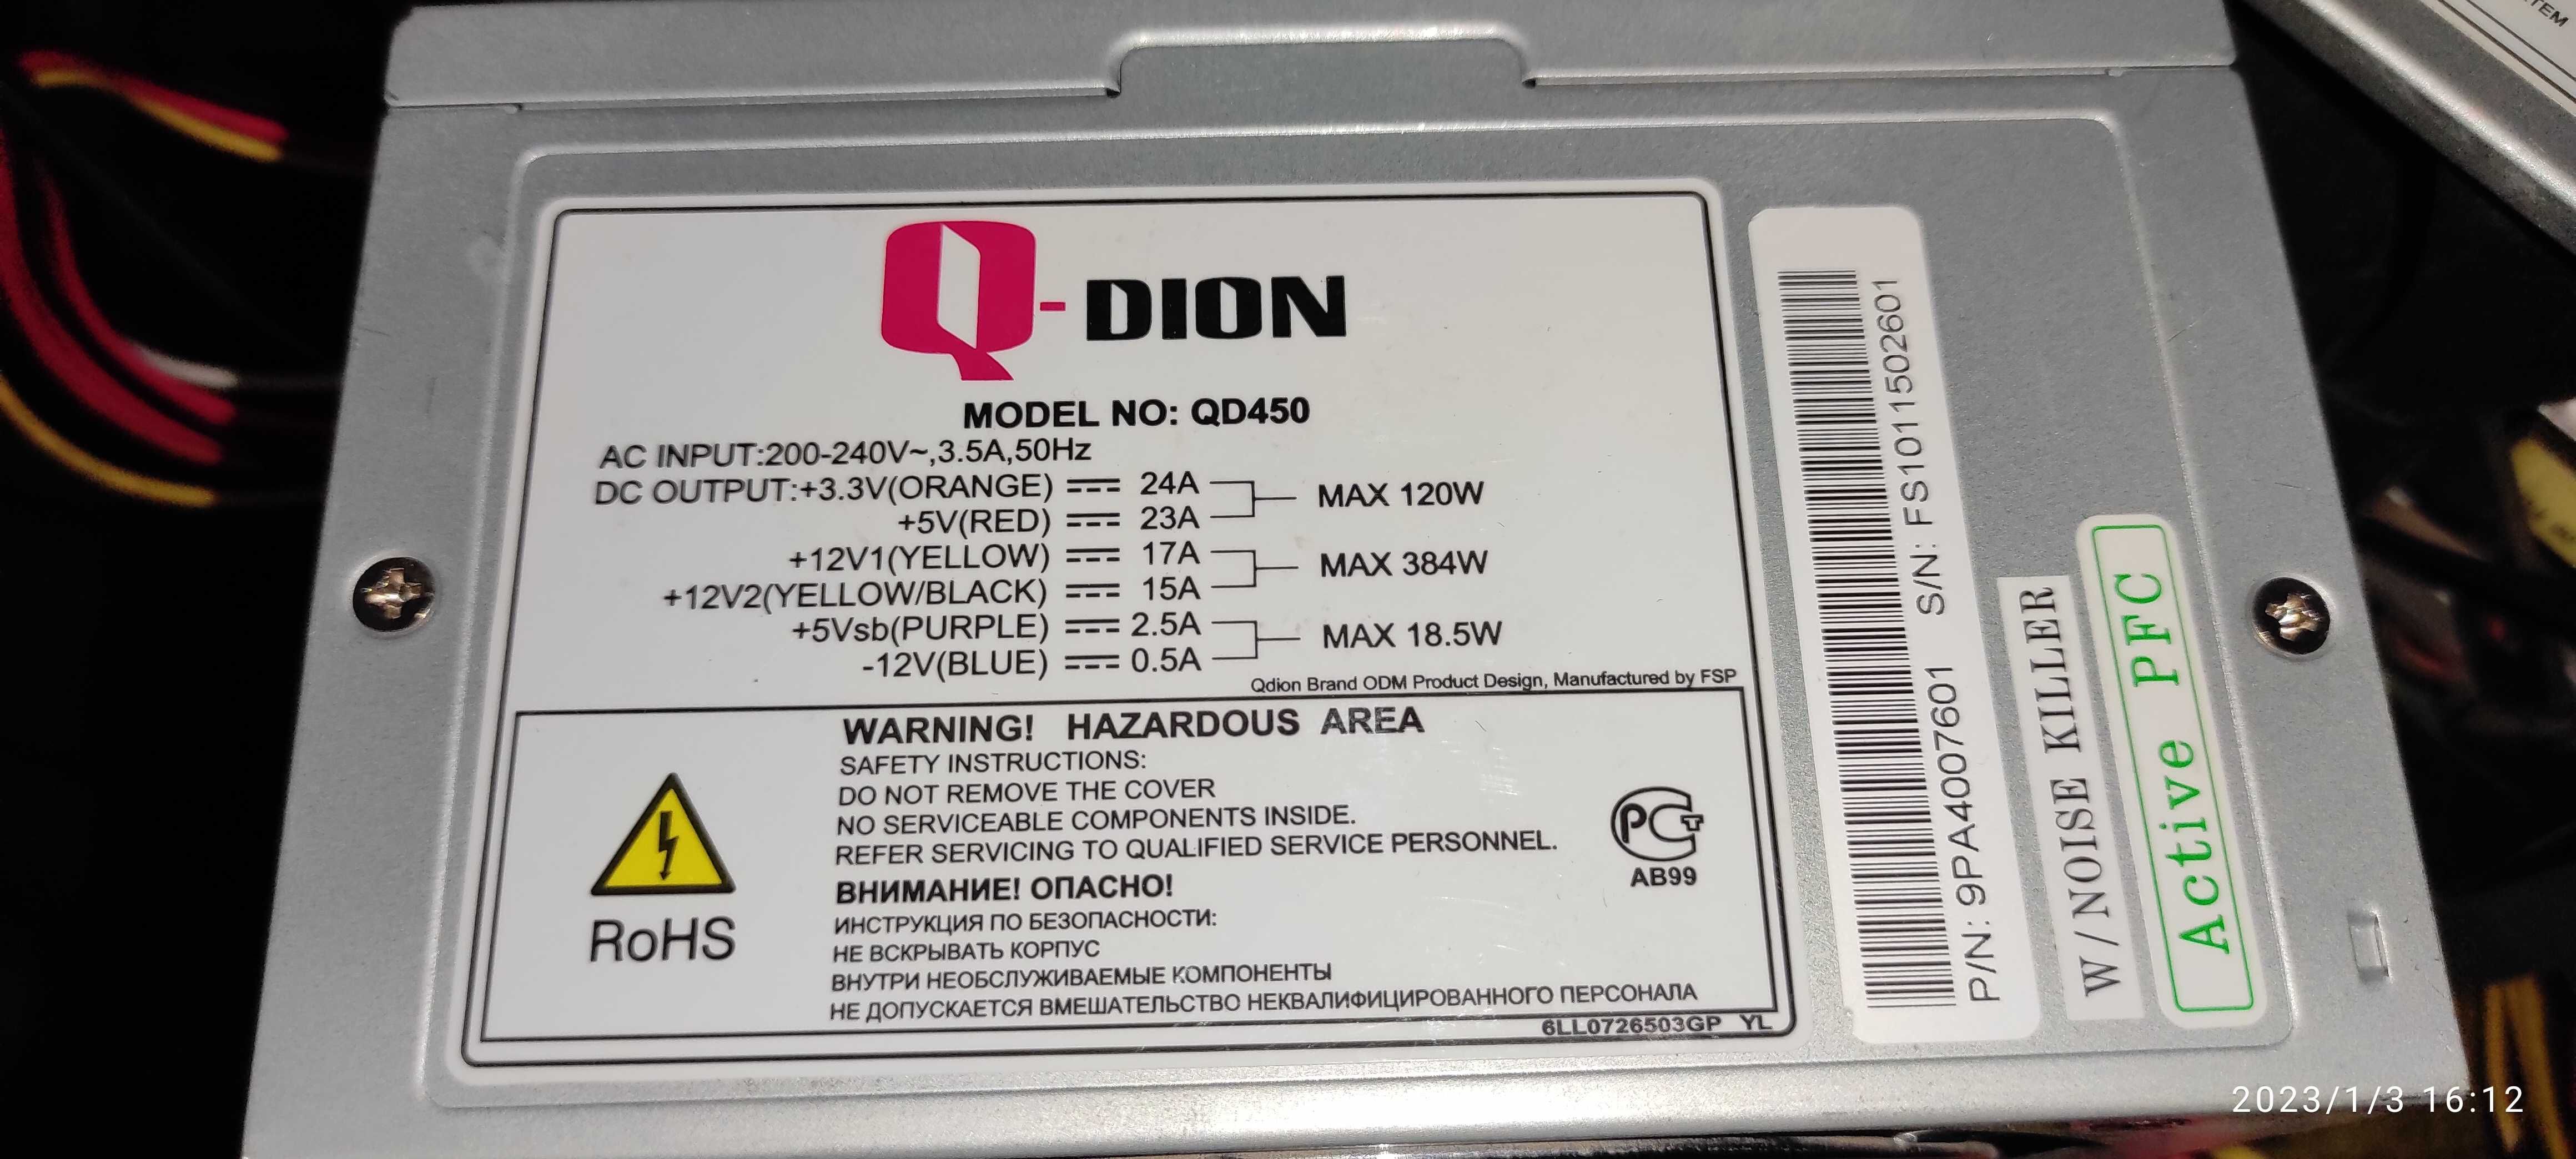 Q-DION
MODEL NO: QD450
AC INPUT:200-240V~,3.5A,50Hz
DC OUTPUT:+3.3V(ORANGE) 24A MAX 120W
+5V(RED) 23A
+12V1(YELLOW) 17A MAX 384W
+12V2(YELLOW/BLACK) 15A
+5Vsb(PURPLE) 2.5A MAX 18.5W
-12V(BLUE) 0.5A
Qdion Brand ODM Product Design, Manufactured by FSP
WARNING! HAZARDOUS AREA
SAFETY INSTRUCTIONS:
DO NOT REMOVE THE COVER
NO SERVICEABLE COMPONENTS INSIDE.
REFER SERVICING TO QUALIFIED SERVICE PERSONNEL.
ВНИМАНИЕ! ОПАСНО!
ИНСТРУКЦИЯ ПО БЕЗОПАСНОСТИ:
НЕ ВСКРЫВАТЬ КОРПУС
ВНУТРИ НЕОБСЛУЖИВАЕМЫЕ КОМПОНЕНТЫ
НЕ ДОПУСКАЕТСЯ ВМЕШАТЕЛЬСТВО НЕКВАЛИФИЦИРОВАННОГО ПЕРСОНАЛА
RoHS
РСТ
АВ99
6LL0726503GP YL
P/N: 9PA4007601 S/N: FS1011502601
W/NOISE KILLER
Active PFC
2023/1/3 16:12